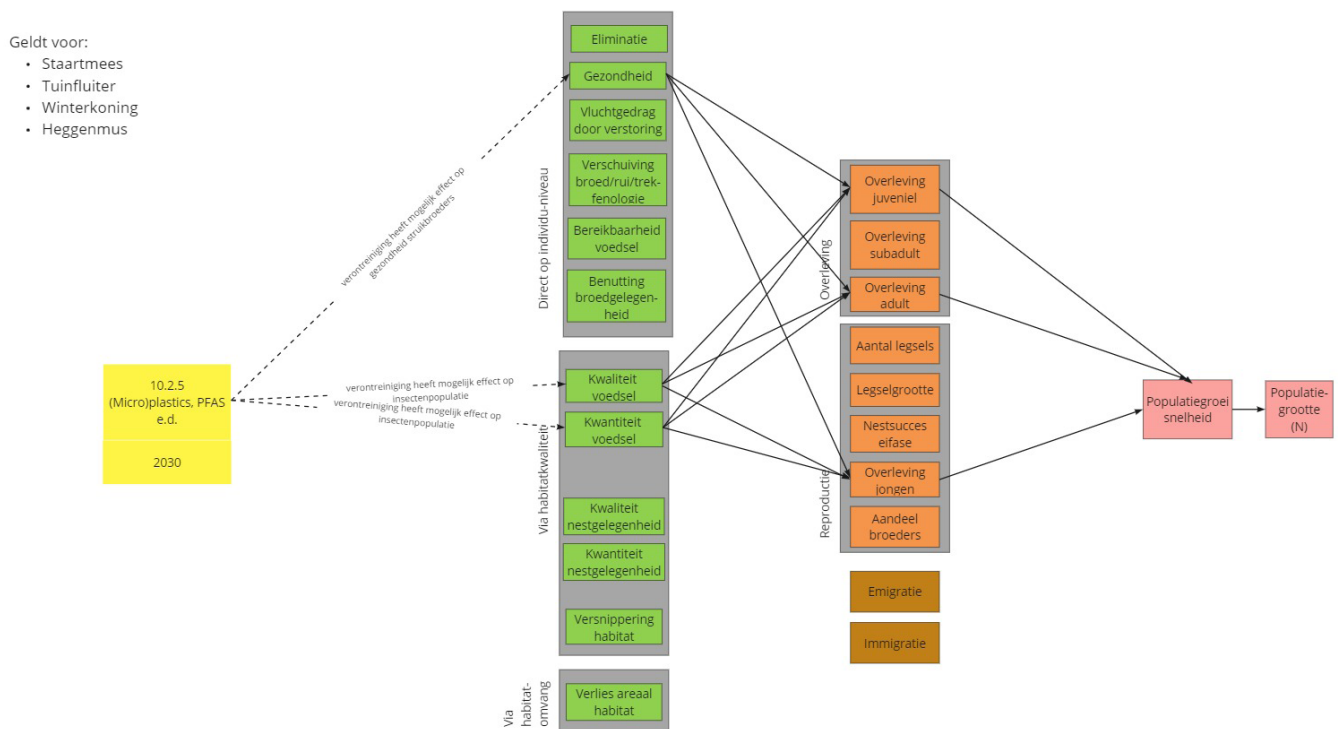 Geldt voor:
• Staartmees
• Tuinfluiter
• Winterkoning
• Heggenmus
10.2.5
(Micro)plastics, PFAS
e.d.
2030
verontreiniging heeft mogelijk effect op
gezondheid struikbroeders
verontreiniging heeft mogelijk effect op
insectenpopulatie
verontreiniging heeft mogelijk effect op
insectenpopulatie
Direct op individu-niveau
Eliminatie
Gezondheid
Vluchtgedrag
door verstoring
Verschuiving
broed/rui/trek-
fenologie
Bereikbaarheid
voedsel
Benutting
broedgelegen-
heid
Via habitatkwaliteit
Kwaliteit
voedsel
Kwantiteit
voedsel
Kwaliteit
nestgelegenheid
Kwantiteit
nestgelegenheid
Versnippering
habitat
Via
habitat-
omvang
Verlies areaal
habitat
Overleving
Overleving
juveniel
Overleving
subadult
Overleving
adult
Reproductie
Aantal legsels
Legselgrootte
Nestsucces
eifase
Overleving
jongen
Aandeel
broeders
Emigratie
Immigratie
Populatiegroei
snelheid
Populatie-
grootte
(N)